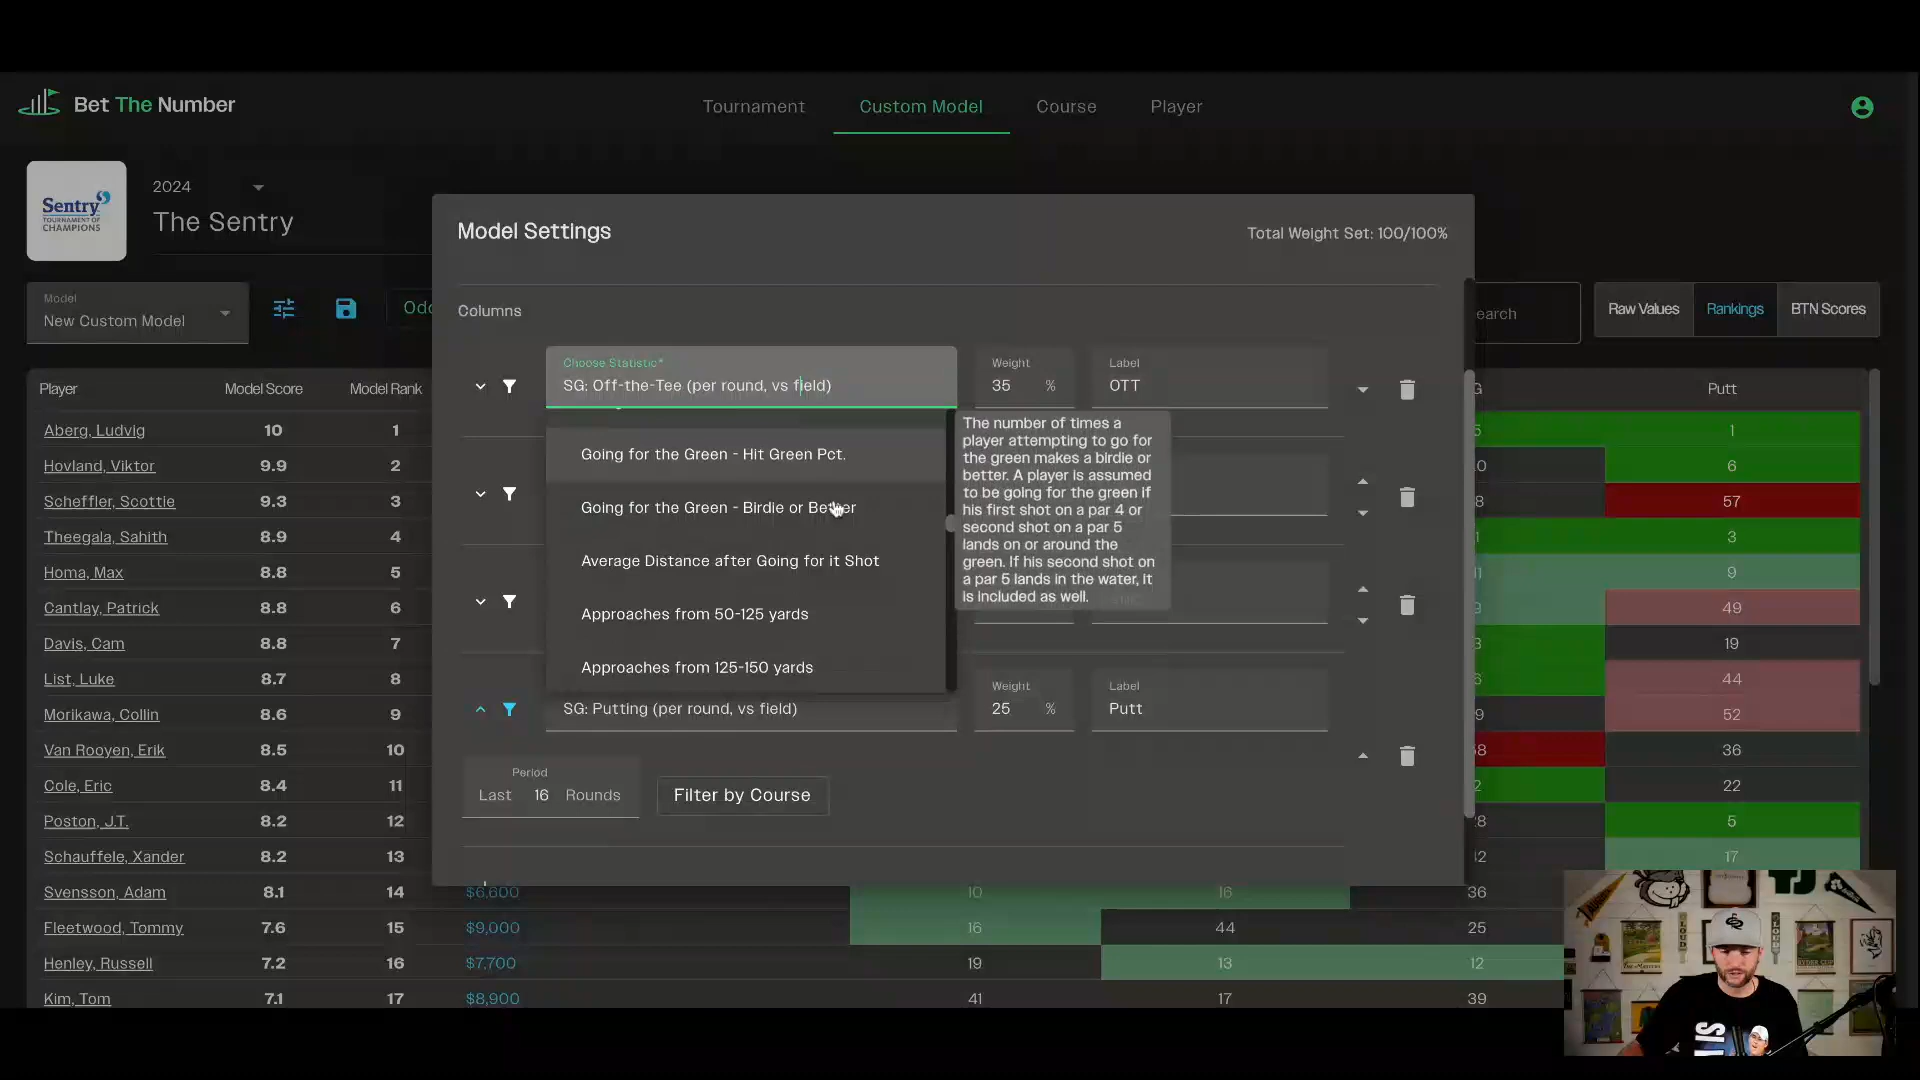 Bet The Number
Tournament
Custom Model
Course
Player
Sentry
TOURNAMENT OF
CHAMPIONS
2024
The Sentry
Model
New Custom Model
Raw Values
Rankings
BTN Scores
Model Settings
Total Weight Set: 100/100%
Columns
Choose Statistic*
SG: Off-the-Tee (per round, vs field)
Weight
35 %
Label
OTT
Going for the Green - Hit Green Pct.
Going for the Green - Birdie or Better
Average Distance after Going for it Shot
Approaches from 50-125 yards
Approaches from 125-150 yards
The number of times a
player attempting to go for
the green makes a birdie or
better. A player is assumed
to be going for the green if
his first shot on a par 4 or
second shot on a par 5
lands on or around the
green. If his second shot on
a par 5 lands in the water, it
is included as well.
SG: Putting (per round, vs field)
Weight
25 %
Label
Putt
Period
Last 16 Rounds
Filter by Course
Player Model Score Model Rank Putt
Aberg, Ludvig 10 1 1
Hovland, Viktor 9.9 2 6
Scheffler, Scottie 9.3 3 57
Theegala, Sahith 8.9 4 3
Homa, Max 8.8 5 9
Cantlay, Patrick 8.8 6 49
Davis, Cam 8.8 7 19
List, Luke 8.7 8 44
Morikawa, Collin 8.6 9 52
Van Rooyen, Erik 8.5 10 36
Cole, Eric 8.4 11 22
Poston, J.T. 8.2 12 5
Schauffele, Xander 8.2 13 17
Svensson, Adam 8.1 14 $6,600 10 16 36
Fleetwood, Tommy 7.6 15 $9,000 16 44 25
Henley, Russell 7.2 16 $7,700 19 13 12
Kim, Tom 7.1 17 $8,900 41 17 39